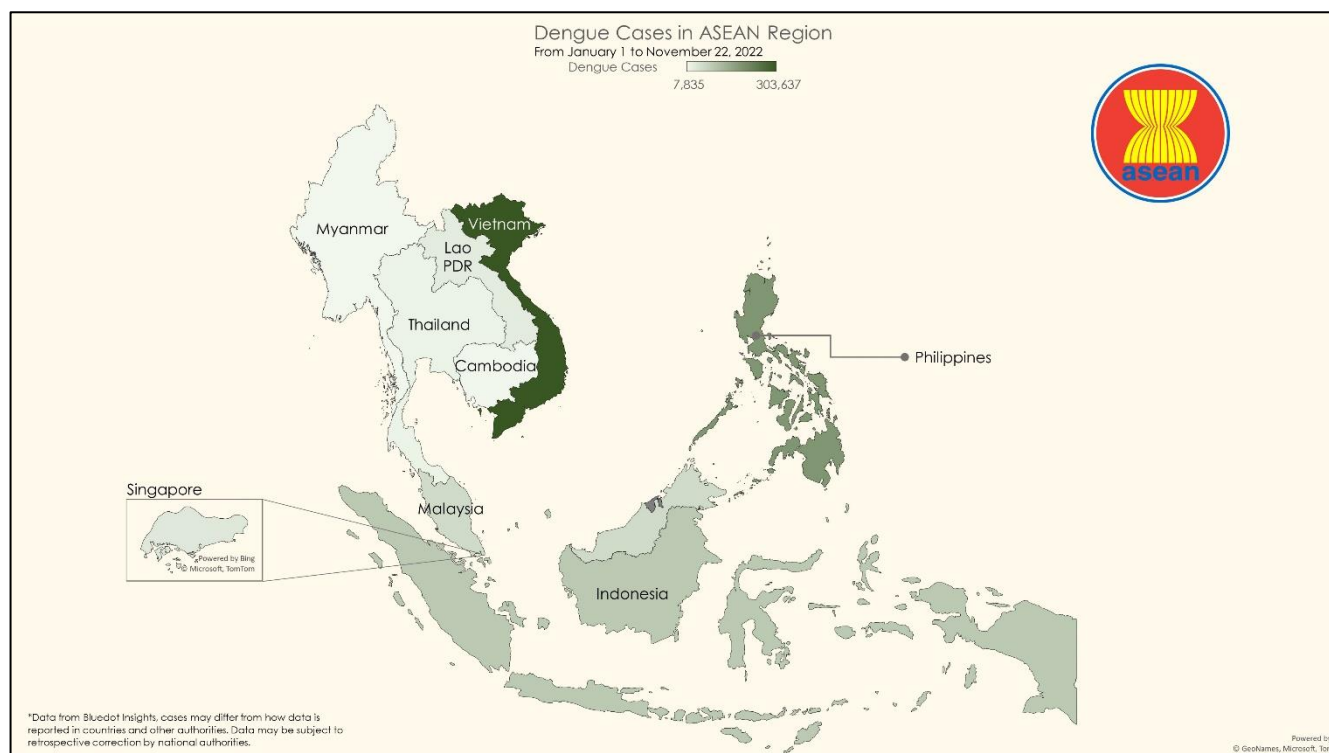 Dengue Cases in ASEAN Region
From January 1 to November 22, 2022
Dengue Cases
7,835 303,637
asean
Myanmar
Vietnam
Lao
PDR
Thailand
Cambodia
Philippines
Singapore
Powered by Bing
© Microsoft, TomTom
Malaysia
Indonesia
*Data from Bluedot Insights, cases may differ from how data is
reported in countries and other authorities. Data may be subject to
retrospective correction by national authorities.
Powered by
© GeoNames, Microsoft, Tom